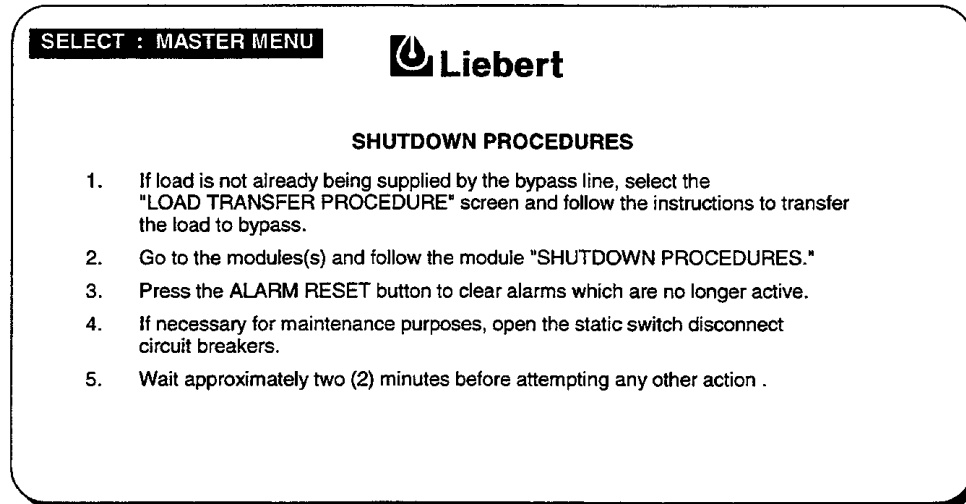 SELECT : MASTER MENU
Liebert
SHUTDOWN PROCEDURES
1. If load is not already being supplied by the bypass line, select the
"LOAD TRANSFER PROCEDURE" screen and follow the instructions to transfer
the load to bypass.
2. Go to the modules(s) and follow the module "SHUTDOWN PROCEDURES."
3. Press the ALARM RESET button to clear alarms which are no longer active.
4. If necessary for maintenance purposes, open the static switch disconnect
circuit breakers.
5. Wait approximately two (2) minutes before attempting any other action .